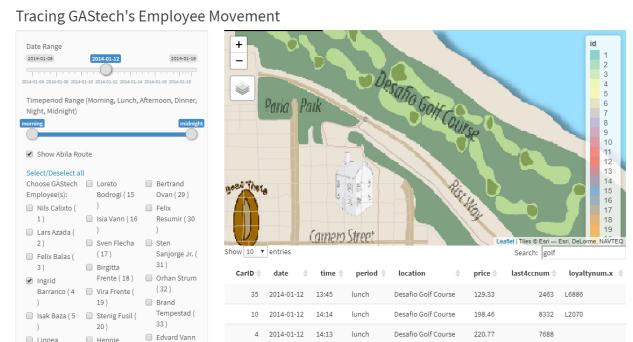 Tracing GAStech's Employee Movement
Date Range
2014-01-12
Timeperiod Range (Morning, Lunch, Afternoon, Dinner,
Night, Midnight)
morning midnight
Show Abila Route
Select/Deselect all
Choose GAStech Employee(s):
Nils Calixto ( 1 )
Lars Azada ( 2 )
Felix Balas ( 3 )
Ingrid Barranco ( 4 )
Isak Baza ( 5 )
Linnea
Loreto Bodrogi ( 15 )
Isia Vann ( 16 )
Sven Flecha ( 17 )
Birgitta Frente ( 18 )
Vira Frente ( 19 )
Stenig Fusil ( 20 )
Hennie
Bertrand Ovan ( 29 )
Felix Resumir ( 30 )
Sten Sanjorge Jr. ( 31 )
Orhan Strum ( 32 )
Brand Tempestad ( 33 )
Edvard Vann
+
−
Paria Park
Desafio Golf Course
Rist Way
Carnero Street
id
1
2
3
4
5
6
7
8
9
10
11
12
13
14
15
16
17
18
19
Leaflet | Tiles © Esri — Esri, DeLorme, NAVTEQ
Show 10 entries
Search: golf
CarID date time period location price last4ccnum loyaltynum.x
35 2014-01-12 13:45 lunch Desafio Golf Course 129.33 2463 L6886
10 2014-01-12 14:14 lunch Desafio Golf Course 198.46 8332 L2070
4 2014-01-12 14:13 lunch Desafio Golf Course 220.77 7688